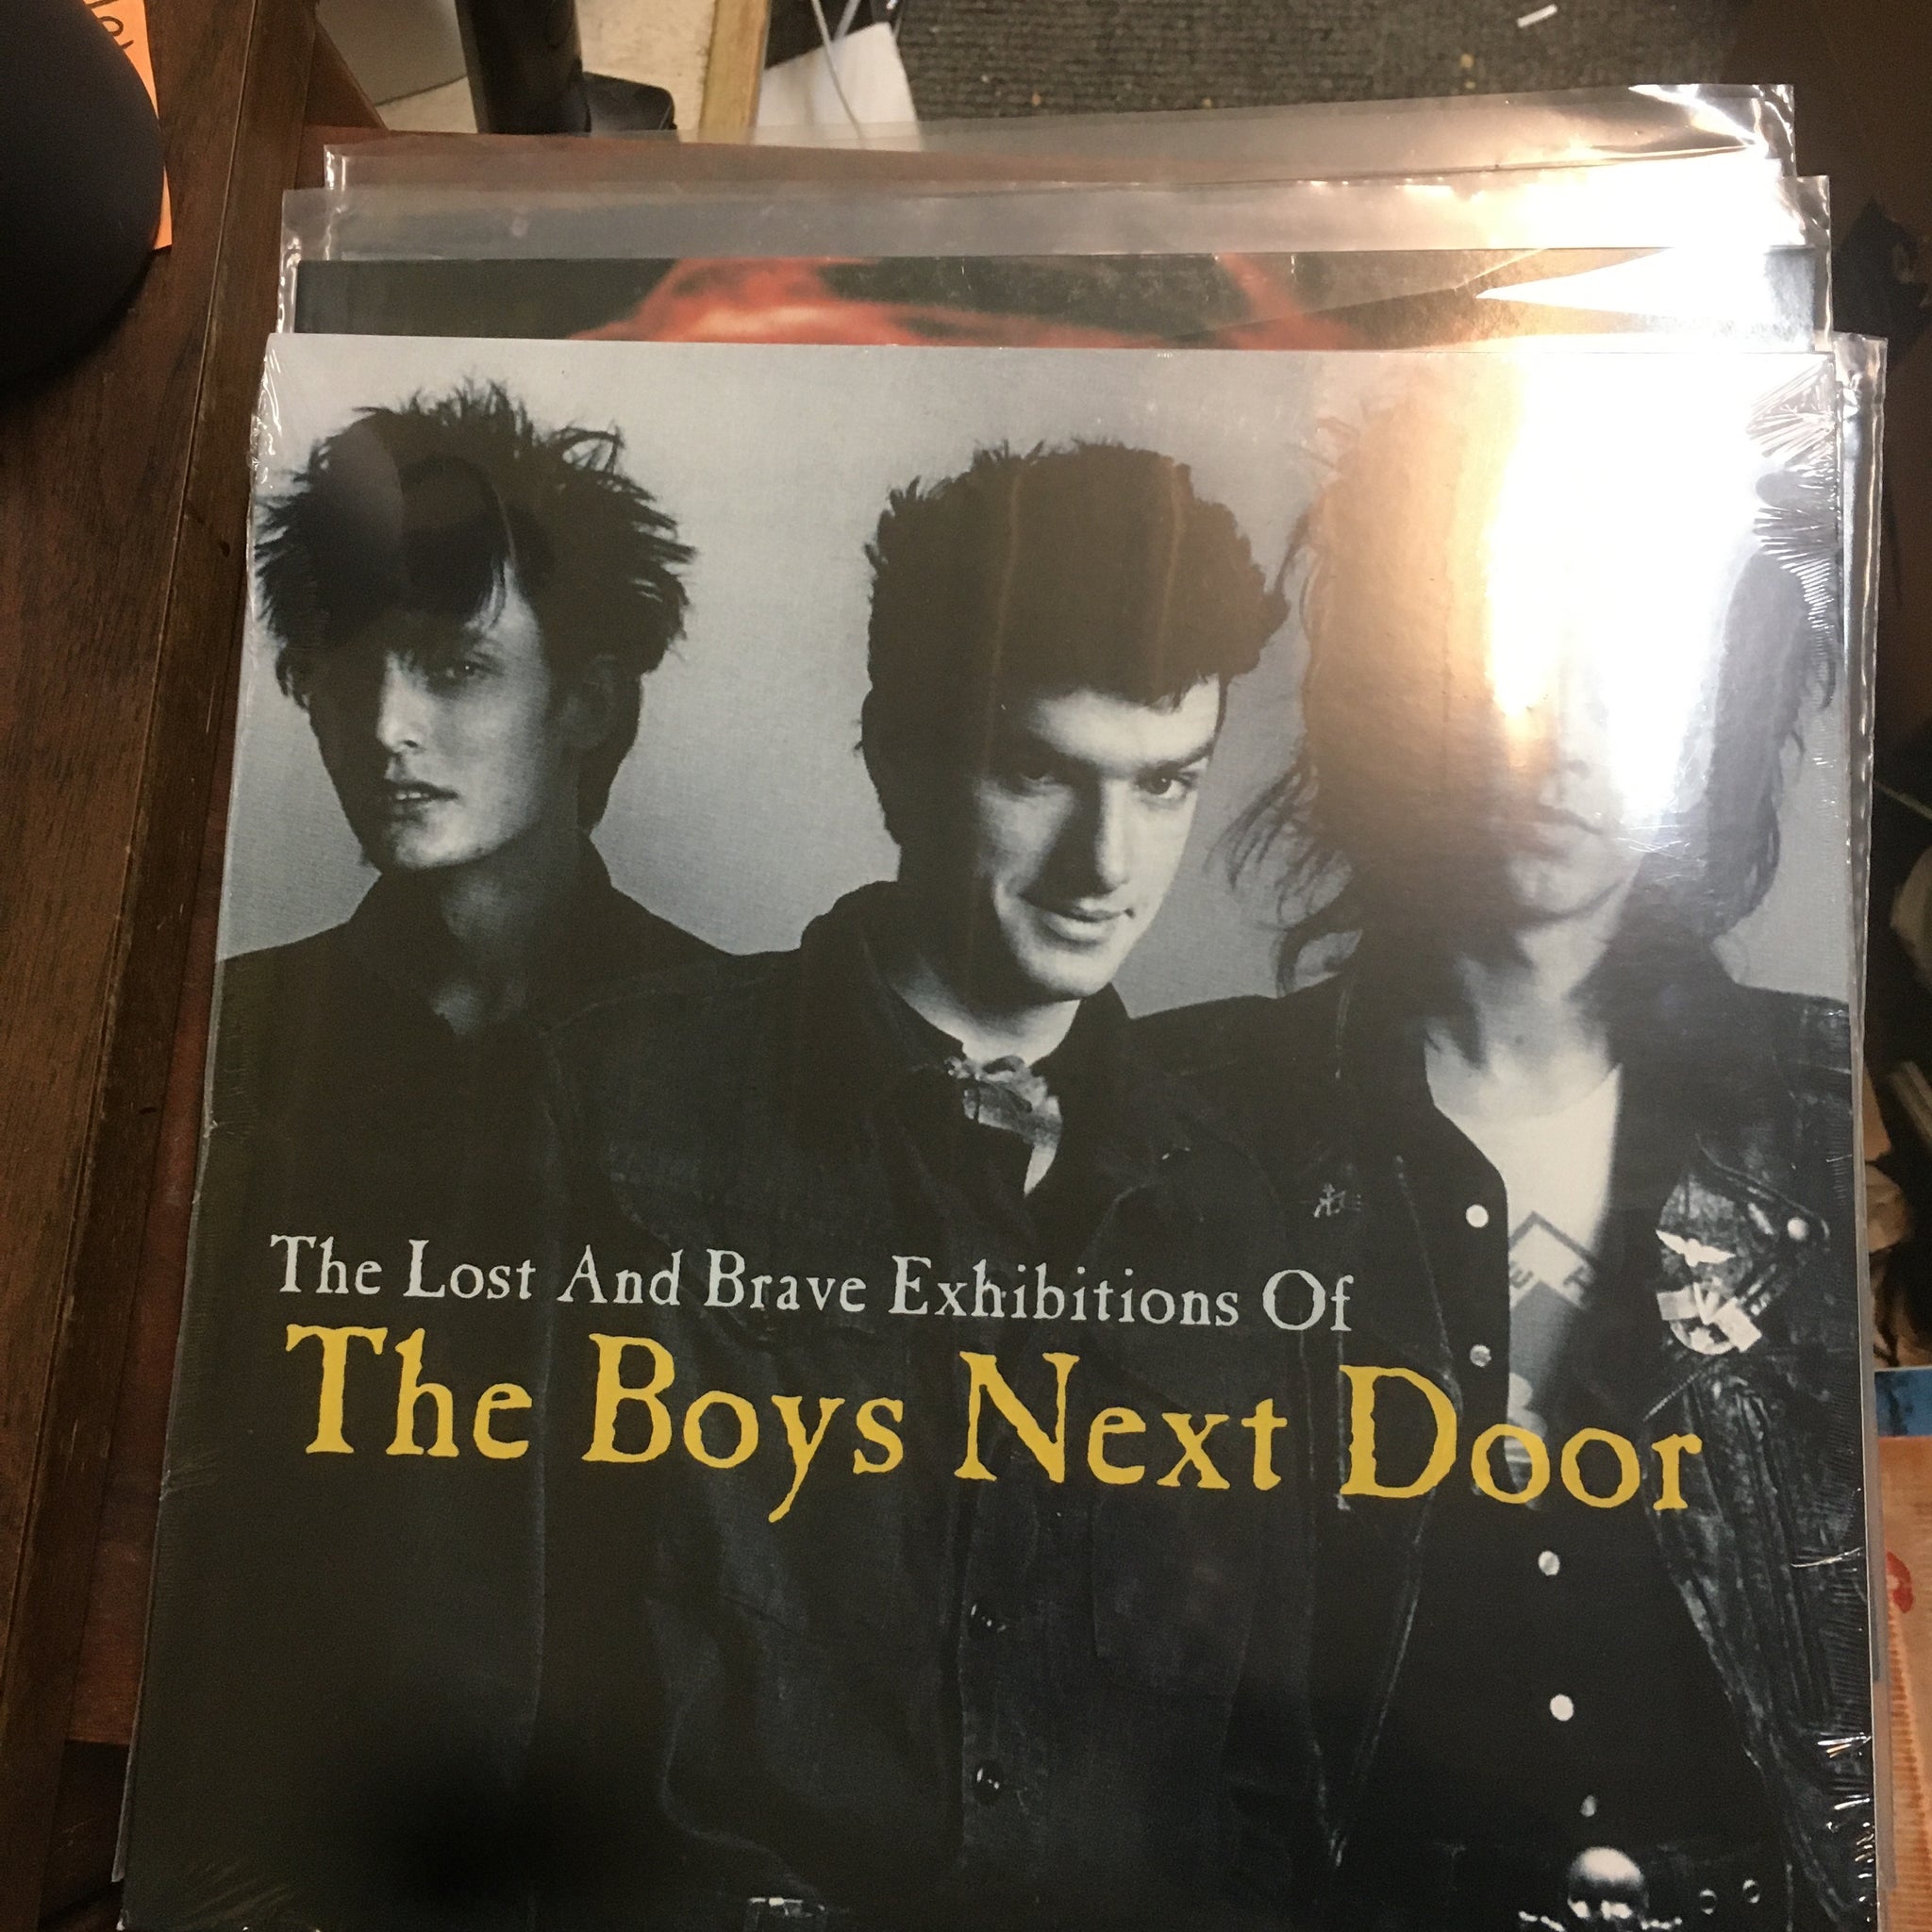 The Lost And Brave Exhibitions Of
The Boys Next Door